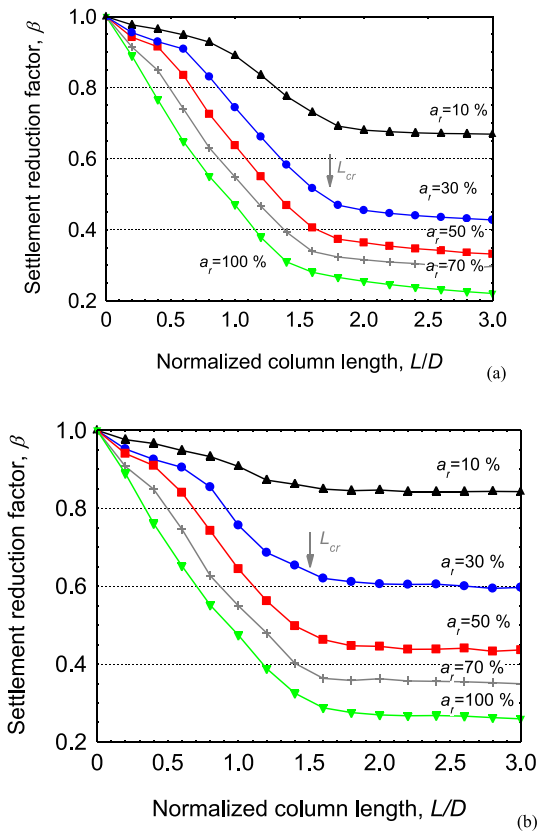 Settlement reduction factor, β
1.0
0.8
0.6
0.4
0.2
a_r=10 %
L_cr
a_r=30 %
a_r=50 %
a_r=70 %
a_r=100 %
0 0.5 1.0 1.5 2.0 2.5 3.0
Normalized column length, L/D
(a)
Settlement reduction factor, β
1.0
0.8
0.6
0.4
0.2
a_r=10 %
L_cr
a_r=30 %
a_r=50 %
a_r=70 %
a_r=100 %
0 0.5 1.0 1.5 2.0 2.5 3.0
Normalized column length, L/D
(b)